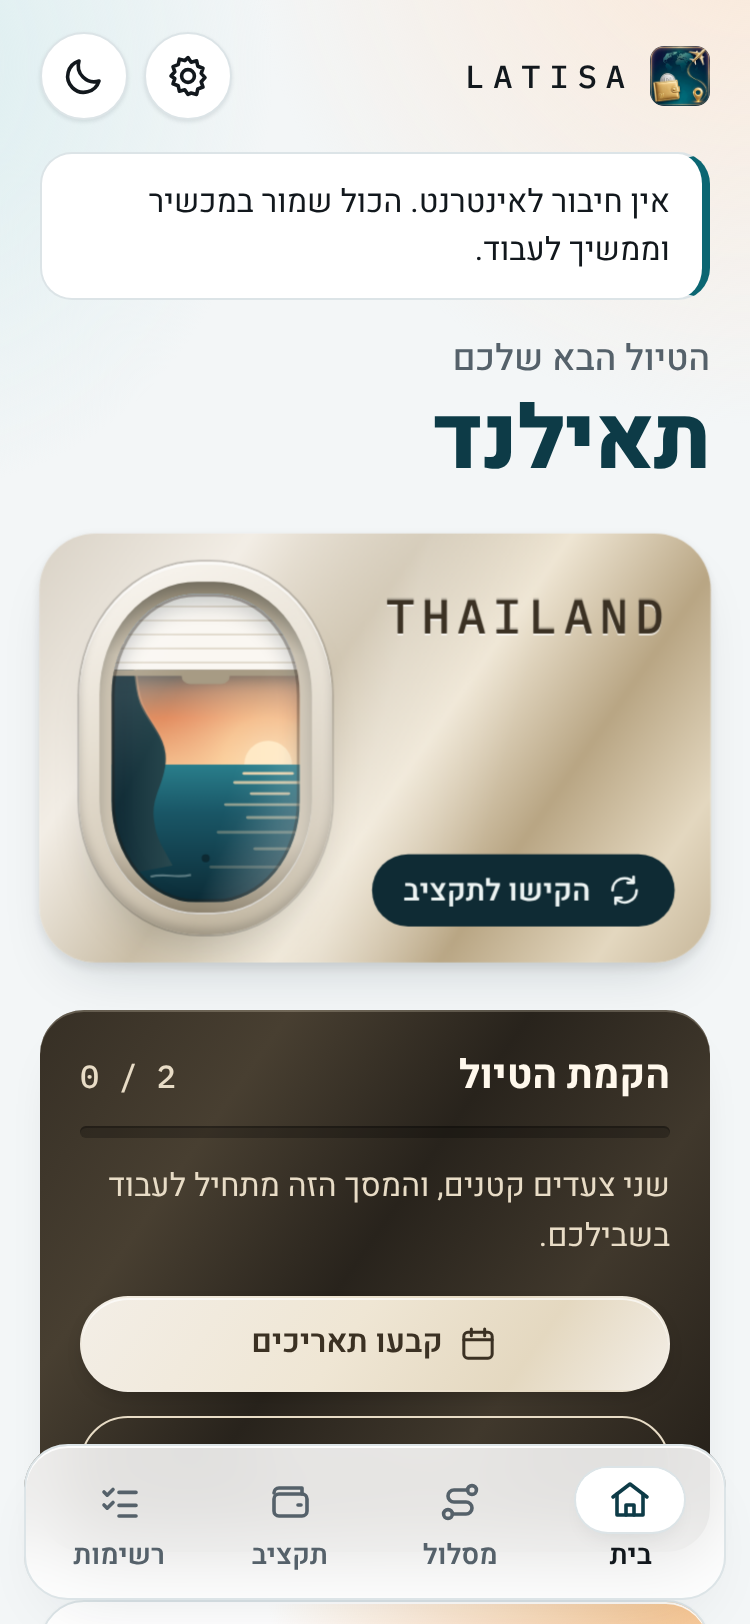 LATISA
אין חיבור לאינטרנט. הכול שמור במכשיר
וממשיך לעבוד.
הטיול הבא שלכם
תאילנד
THAILAND
הקישו לתקציב
הקמת הטיול
0 / 2
שני צעדים קטנים, והמסך הזה מתחיל לעבוד
בשבילכם.
קבעו תאריכים
בית
מסלול
תקציב
רשימות